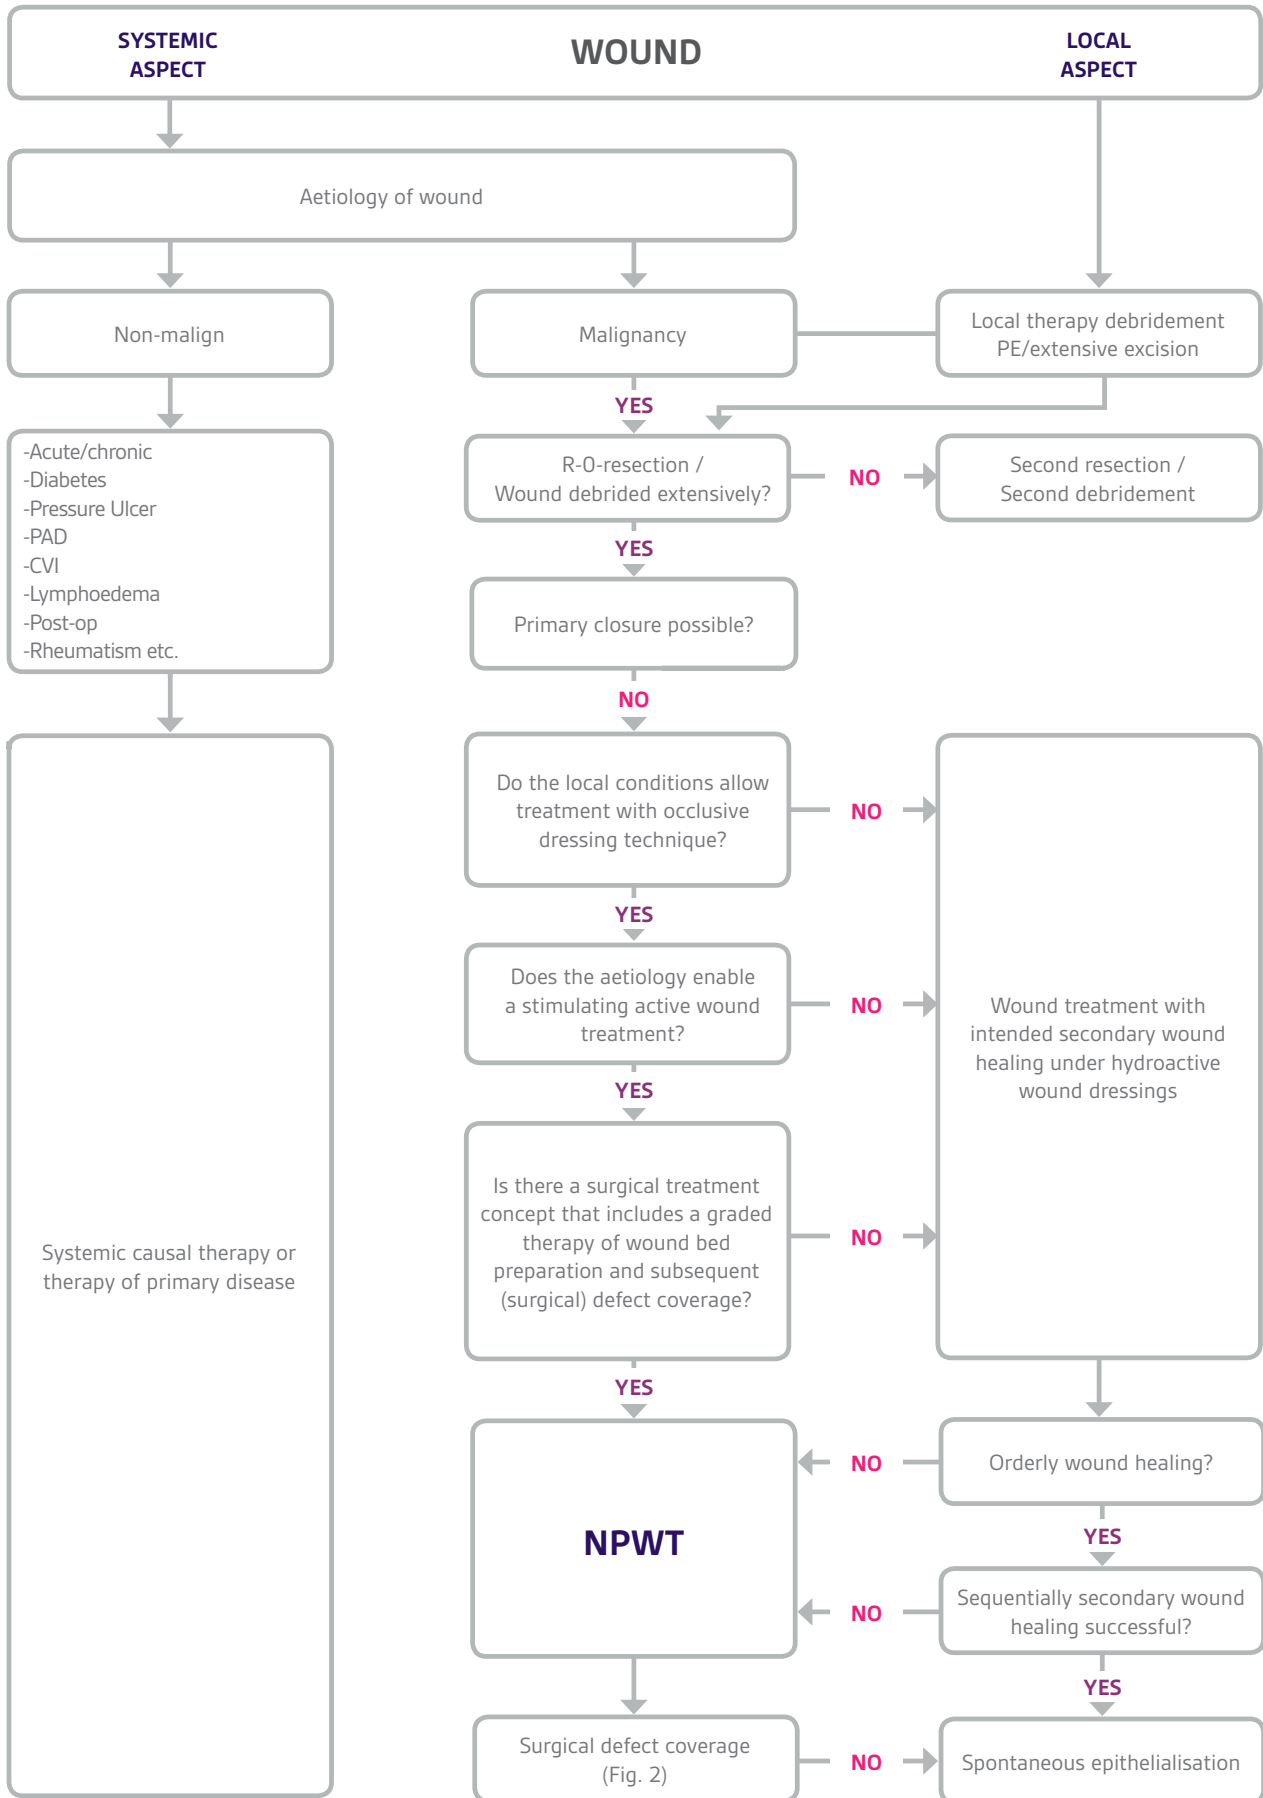 SYSTEMIC
ASPECT
WOUND
LOCAL
ASPECT
Aetiology of wound
Non-malign
Malignancy
Local therapy debridement
PE/extensive excision
YES
-Acute/chronic
-Diabetes
-Pressure Ulcer
-PAD
-CVI
-Lymphoedema
-Post-op
-Rheumatism etc.
R-0-resection /
Wound debrided extensively?
NO
Second resection /
Second debridement
YES
Primary closure possible?
NO
Do the local conditions allow
treatment with occlusive
dressing technique?
NO
YES
Does the aetiology enable
a stimulating active wound
treatment?
NO
Wound treatment with
intended secondary wound
healing under hydroactive
wound dressings
YES
Is there a surgical treatment
concept that includes a graded
therapy of wound bed
preparation and subsequent
(surgical) defect coverage?
NO
Systemic causal therapy or
therapy of primary disease
YES
NPWT
NO
Orderly wound healing?
YES
NO
Sequentially secondary wound
healing successful?
YES
Surgical defect coverage
(Fig. 2)
NO
Spontaneous epithelialisation